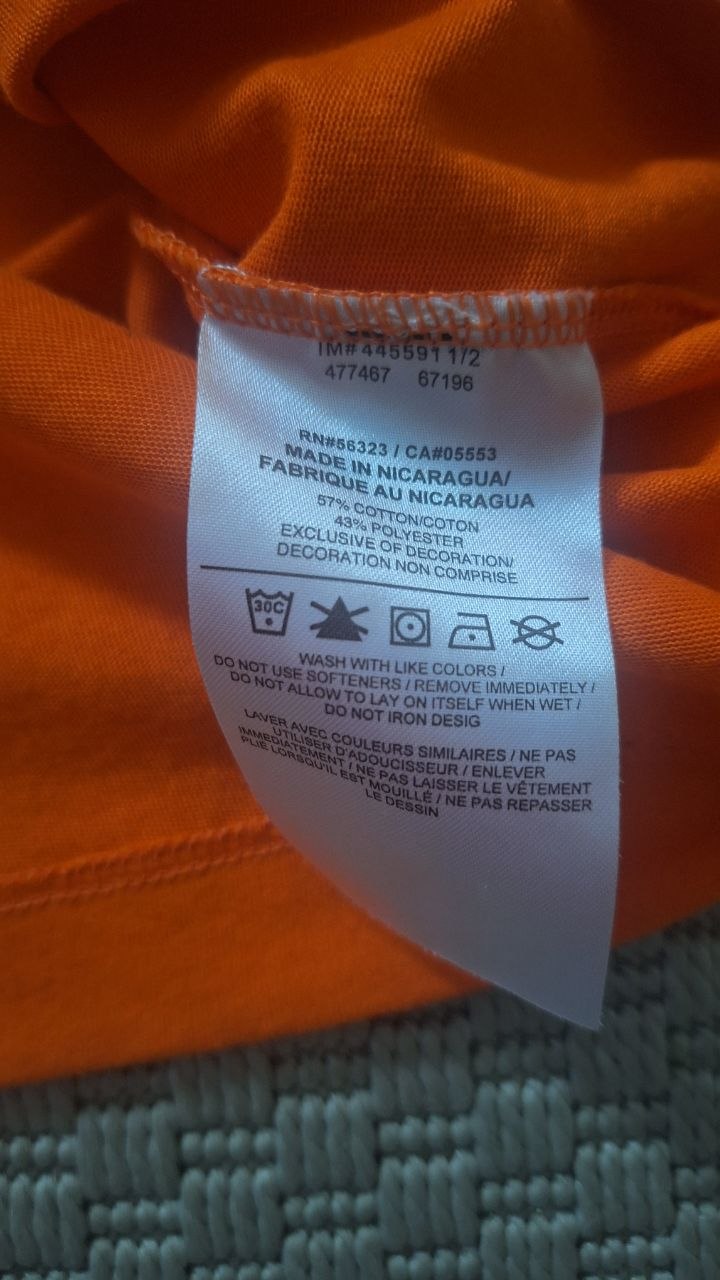 IM# 445591 1/2
477467 67196
RN#56323 / CA#05553
MADE IN NICARAGUA/
FABRIQUE AU NICARAGUA
57% COTTON/COTON
43% POLYESTER
EXCLUSIVE OF DECORATION/
DECORATION NON COMPRISE
30C
WASH WITH LIKE COLORS /
DO NOT USE SOFTENERS / REMOVE IMMEDIATELY /
DO NOT ALLOW TO LAY ON ITSELF WHEN WET /
DO NOT IRON DESIG
LAVER AVEC COULEURS SIMILAIRES / NE PAS
UTILISER D'ADOUCISSEUR / ENLEVER
IMMEDIATEMENT / NE PAS LAISSER LE VÊTEMENT
PLIÉ LORSQU'IL EST MOUILLÉ / NE PAS REPASSER
LE DESSIN